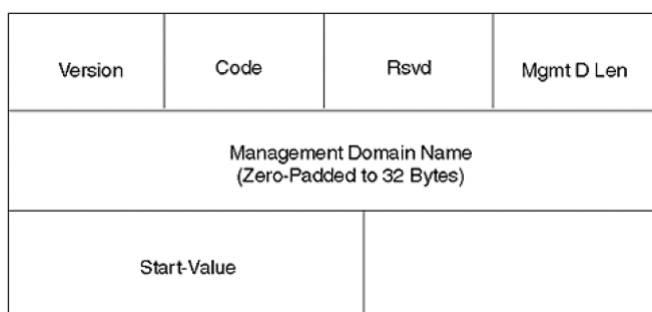 Version
Code
Rsvd
Mgmt D Len
Management Domain Name
(Zero-Padded to 32 Bytes)
Start-Value